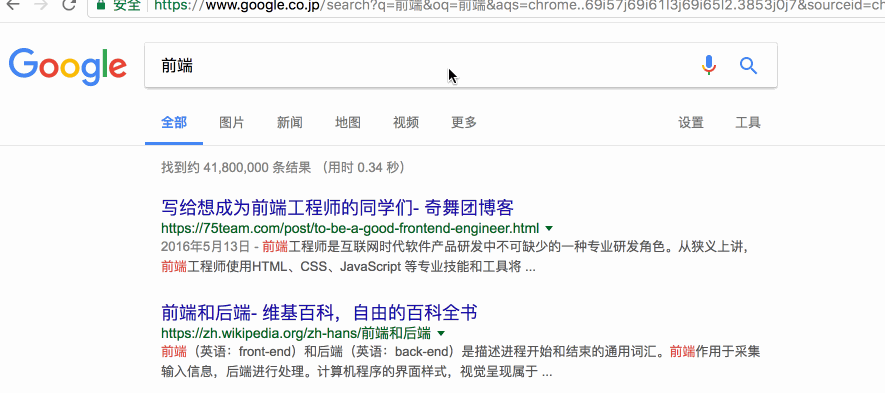 安全 https://www.google.co.jp/search?q=前端&oq=前端&aqs=chrome..69i57j69i61l3j69i65l2.3853j0j7&sourceid=ch
Google 前端
全部 图片 新闻 地图 视频 更多 设置 工具
找到约 41,800,000 条结果 （用时 0.34 秒）
写给想成为前端工程师的同学们- 奇舞团博客
https://75team.com/post/to-be-a-good-frontend-engineer.html
2016年5月13日 - 前端工程师是互联网时代软件产品研发中不可缺少的一种专业研发角色。从狭义上讲，
前端工程师使用HTML、CSS、JavaScript 等专业技能和工具将 ...
前端和后端- 维基百科，自由的百科全书
https://zh.wikipedia.org/zh-hans/前端和后端
前端（英语：front-end）和后端（英语：back-end）是描述进程开始和结束的通用词汇。前端作用于采集
输入信息，后端进行处理。计算机程序的界面样式，视觉呈现属于 ...